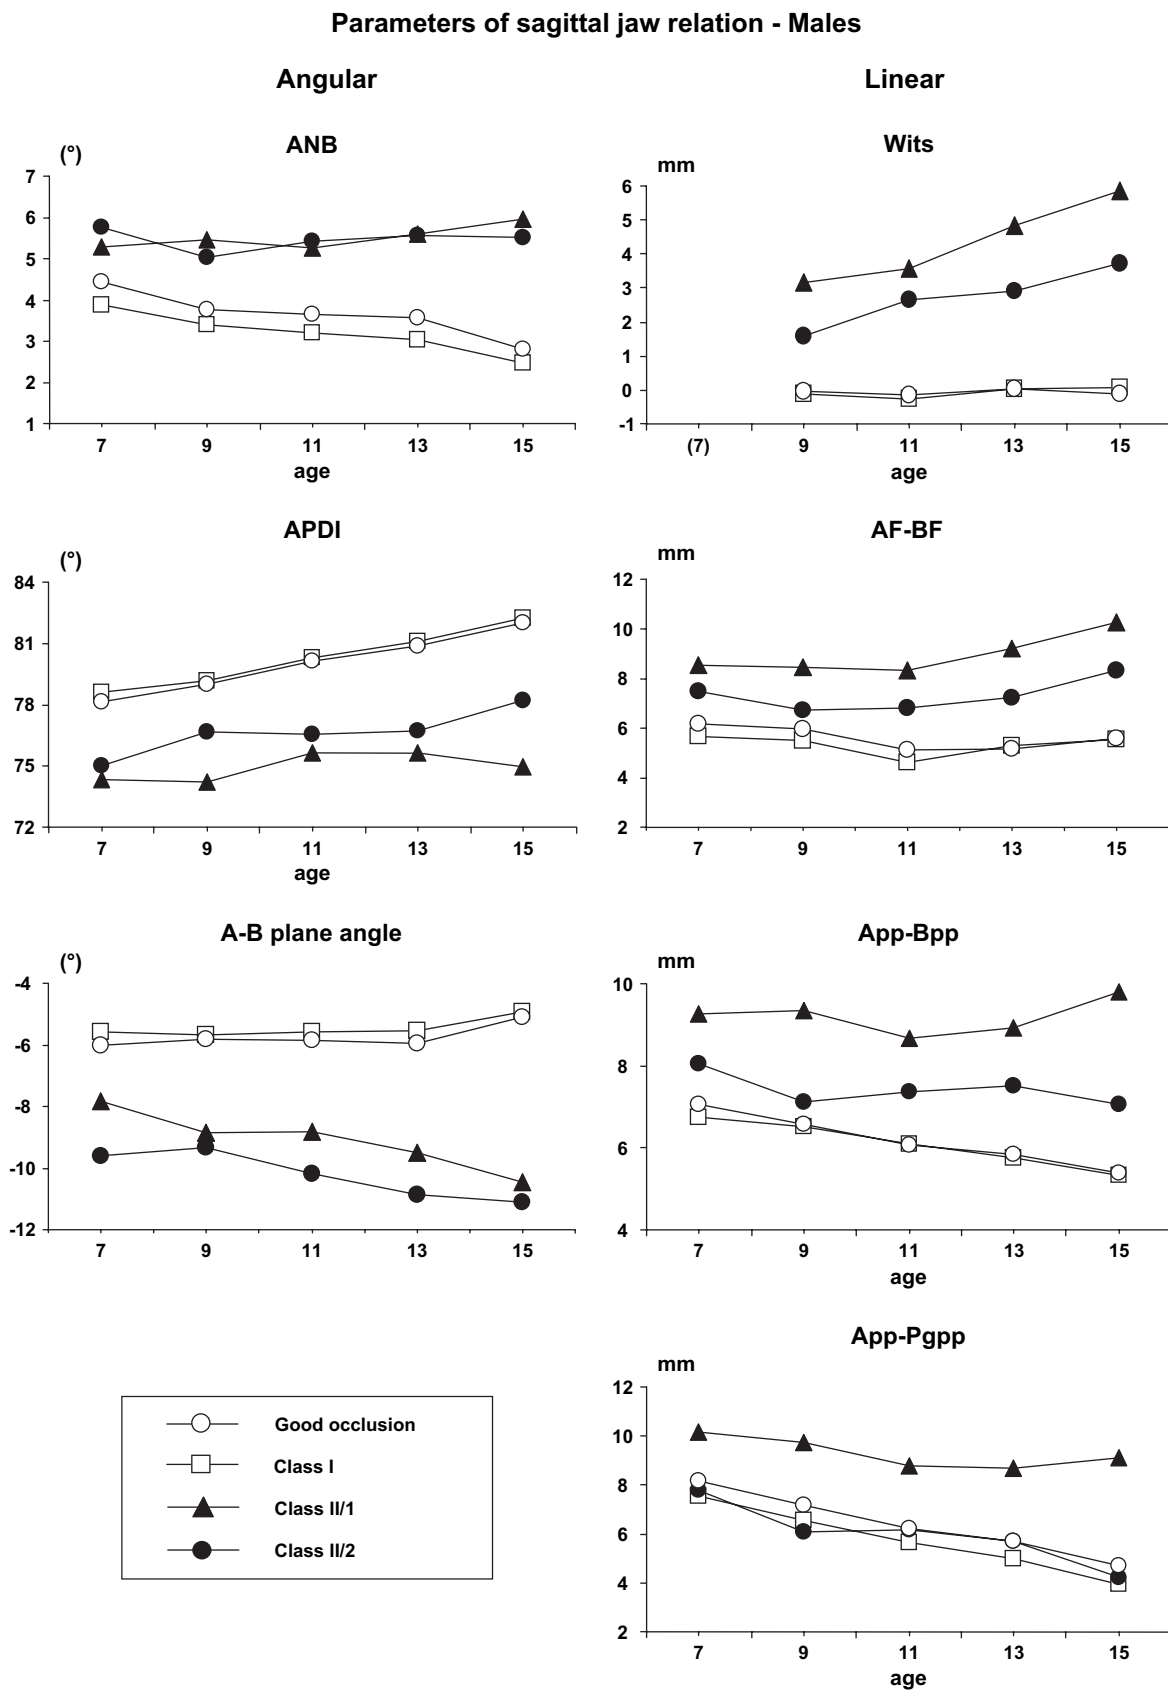 Parameters of sagittal jaw relation - Males
Angular
Linear
ANB
(°)
7
6
5
4
3
2
1
7 9 11 13 15
age
Wits
mm
6
5
4
3
2
1
0
-1
(7) 9 11 13 15
age
APDI
(°)
84
81
78
75
72
7 9 11 13 15
age
AF-BF
mm
12
10
8
6
4
2
7 9 11 13 15
A-B plane angle
(°)
-4
-6
-8
-10
-12
7 9 11 13 15
App-Bpp
mm
10
8
6
4
7 9 11 13 15
age
Good occlusion
Class I
Class II/1
Class II/2
App-Pgpp
mm
12
10
8
6
4
2
7 9 11 13 15
age